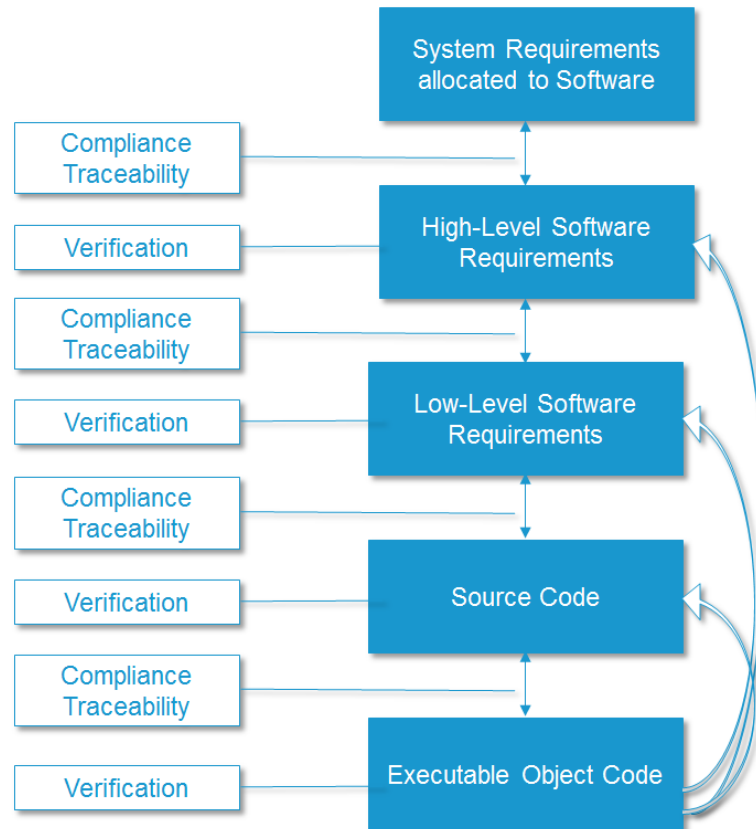 System Requirements
allocated to Software
Compliance
Traceability
High-Level Software
Requirements
Verification
Compliance
Traceability
Low-Level Software
Requirements
Verification
Compliance
Traceability
Source Code
Verification
Compliance
Traceability
Executable Object Code
Verification